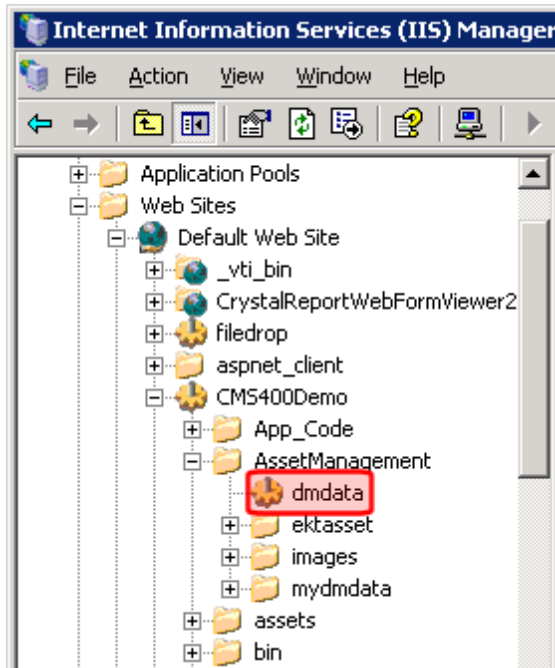 Internet Information Services (IIS) Manager
File Action View Window Help
Application Pools
Web Sites
Default Web Site
_vti_bin
CrystalReportWebFormViewer2
filedrop
aspnet_client
CMS400Demo
App_Code
AssetManagement
dmdata
ektasset
images
mydmdata
assets
bin